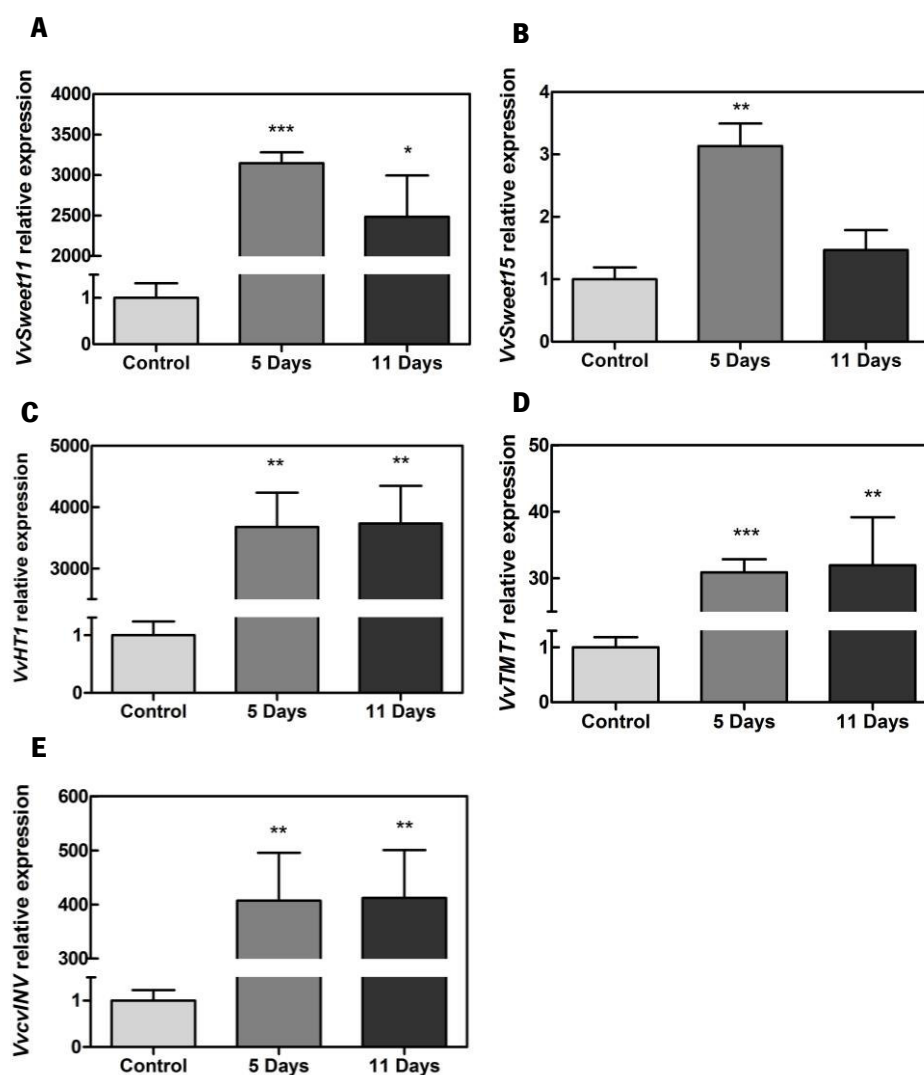 A
VvSweet11 relative expression
4000
3500
3000
2500
2000
1
0
***
*
Control 5 Days 11 Days
B
VvSweet15 relative expression
4
3
2
1
0
**
Control 5 Days 11 Days
C
VvHT1 relative expression
5000
4000
3000
1
0
** **
Control 5 Days 11 Days
D
VvTMT1 relative expression
50
40
30
1
0
***
**
Control 5 Days 11 Days
E
VvcvINV relative expression
600
500
400
300
1
0
** **
Control 5 Days 11 Days